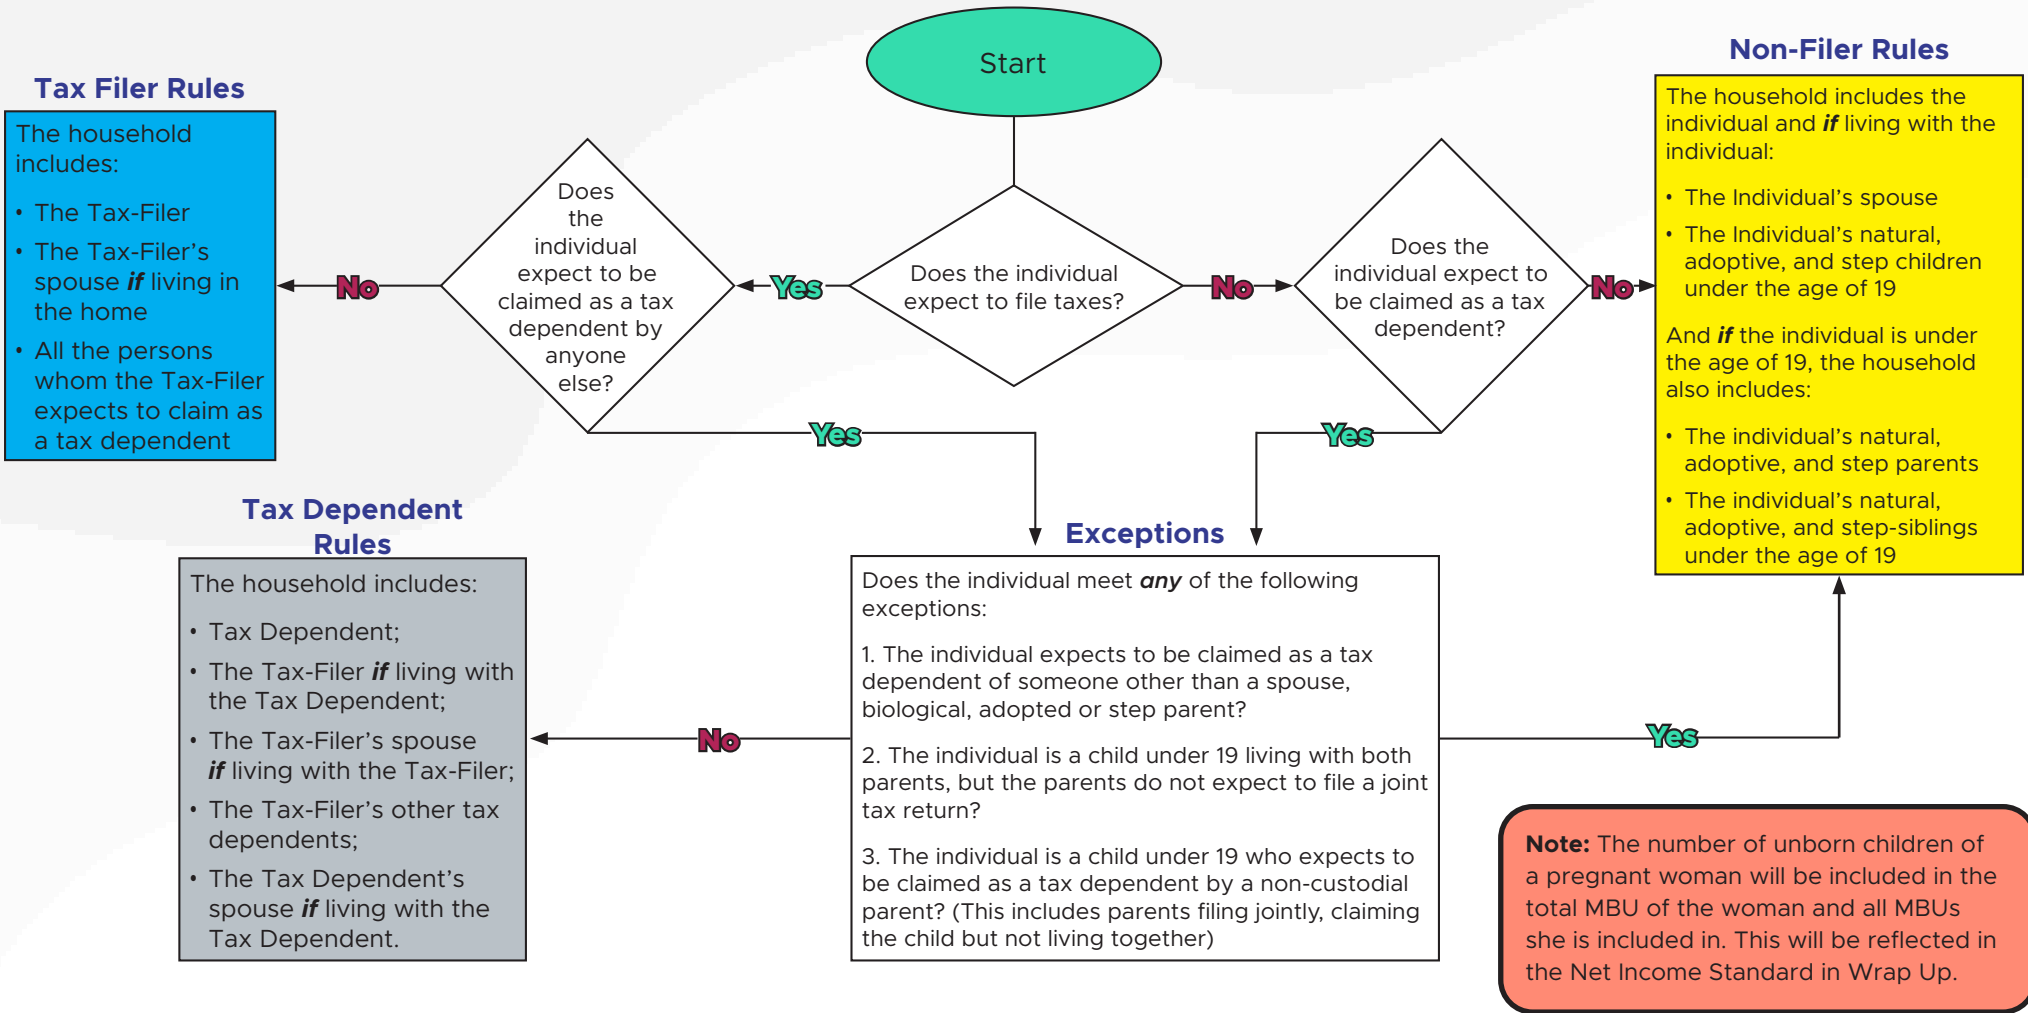 Start
Tax Filer Rules
The household
includes:
• The Tax-Filer
• The Tax-Filer's
spouse if living in
the home
• All the persons
whom the Tax-Filer
expects to claim as
a tax dependent
No
Does
the
individual
expect to be
claimed as a tax
dependent by
anyone
else?
Yes
Does the individual
expect to file taxes?
No
Does the
individual expect to
be claimed as a tax
dependent?
No
Non-Filer Rules
The household includes the
individual and if living with the
individual:
• The Individual's spouse
• The Individual's natural,
adoptive, and step children
under the age of 19
And if the individual is under
the age of 19, the household
also includes:
• The individual's natural,
adoptive, and step parents
• The individual's natural,
adoptive, and step-siblings
under the age of 19
Yes
Yes
Tax Dependent
Rules
The household includes:
• Tax Dependent;
• The Tax-Filer if living with
the Tax Dependent;
• The Tax-Filer's spouse
if living with the Tax-Filer;
• The Tax-Filer's other tax
dependents;
• The Tax Dependent's
spouse if living with the
Tax Dependent.
No
Exceptions
Does the individual meet any of the following
exceptions:
1. The individual expects to be claimed as a tax
dependent of someone other than a spouse,
biological, adopted or step parent?
2. The individual is a child under 19 living with both
parents, but the parents do not expect to file a joint
tax return?
3. The individual is a child under 19 who expects to
be claimed as a tax dependent by a non-custodial
parent? (This includes parents filing jointly, claiming
the child but not living together)
Yes
Note: The number of unborn children of
a pregnant woman will be included in the
total MBU of the woman and all MBUs
she is included in. This will be reflected in
the Net Income Standard in Wrap Up.